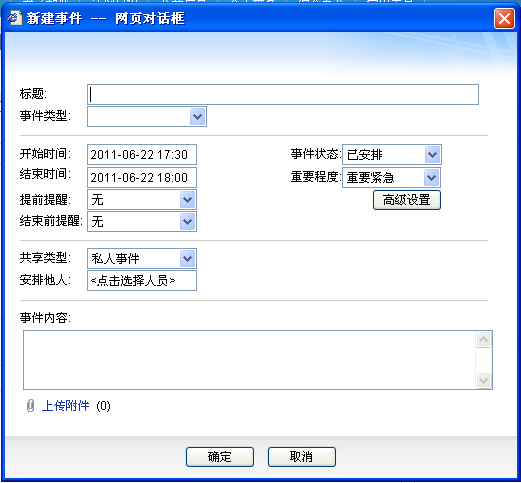 新建事件 -- 网页对话框
标题:
事件类型:
开始时间: 2011-06-22 17:30 事件状态: 已安排
结束时间: 2011-06-22 18:00 重要程度: 重要紧急
提前提醒: 无 高级设置
结束前提醒: 无
共享类型: 私人事件
安排他人: <点击选择人员>
事件内容:
上传附件 (0)
确定 取消